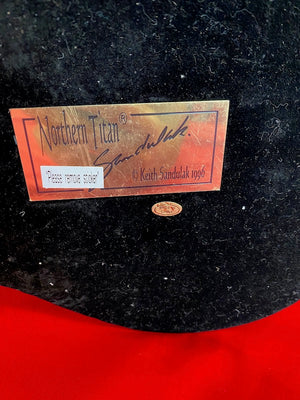 Northern Titan®
Sandulak
"Please remove sticker"
© Keith Sandulak 1996